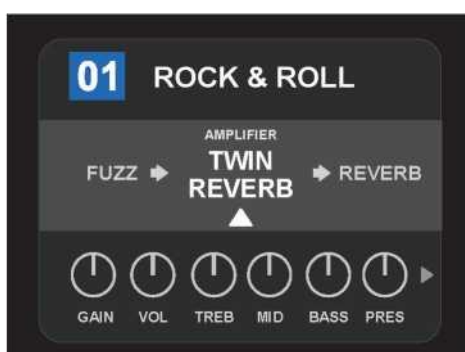 01 ROCK & ROLL
AMPLIFIER
FUZZ TWIN REVERB REVERB
GAIN VOL TREB MID BASS PRES